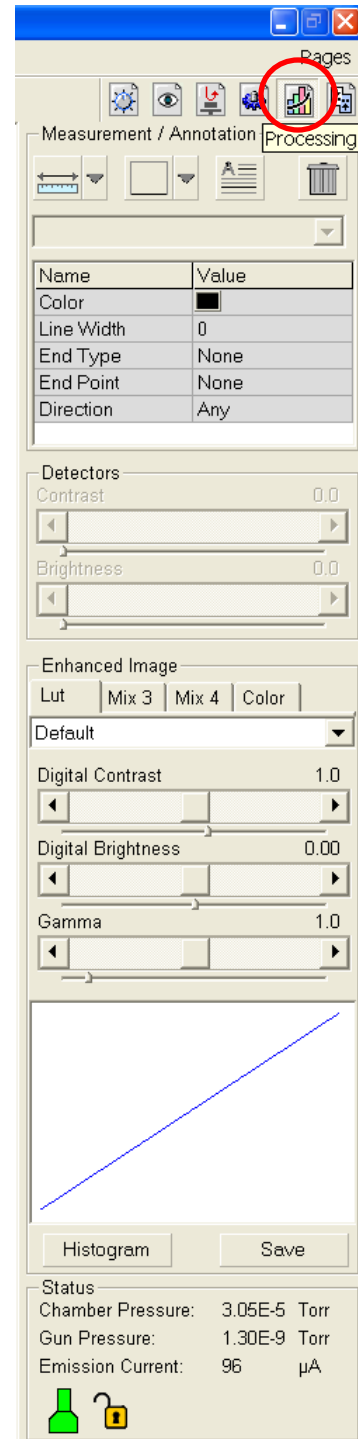 Pages
Measurement / Annotation
Processing
A
Name Value
Color
Line Width 0
End Type None
End Point None
Direction Any
Detectors
Contrast 0.0
Brightness 0.0
Enhanced Image
Lut Mix 3 Mix 4 Color
Default
Digital Contrast 1.0
Digital Brightness 0.00
Gamma 1.0
Histogram Save
Status
Chamber Pressure: 3.05E-5 Torr
Gun Pressure: 1.30E-9 Torr
Emission Current: 96 µA